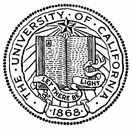 THE · UNIVERSITY · OF · CALIFORNIA
LET THERE BE LIGHT
· 1868 ·